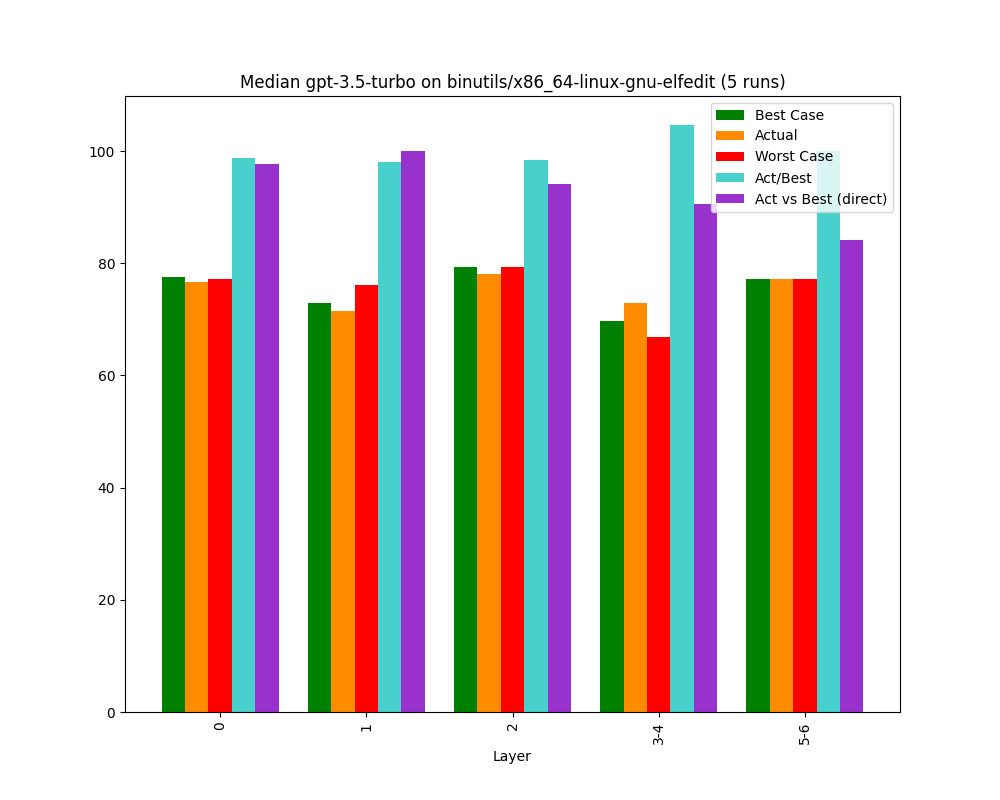 Median gpt-3.5-turbo on binutils/x86_64-linux-gnu-elfedit (5 runs)
Best Case
Actual
Worst Case
Act/Best
Act vs Best (direct)
100
80
60
40
20
0
0
1
2
3-4
5-6
Layer